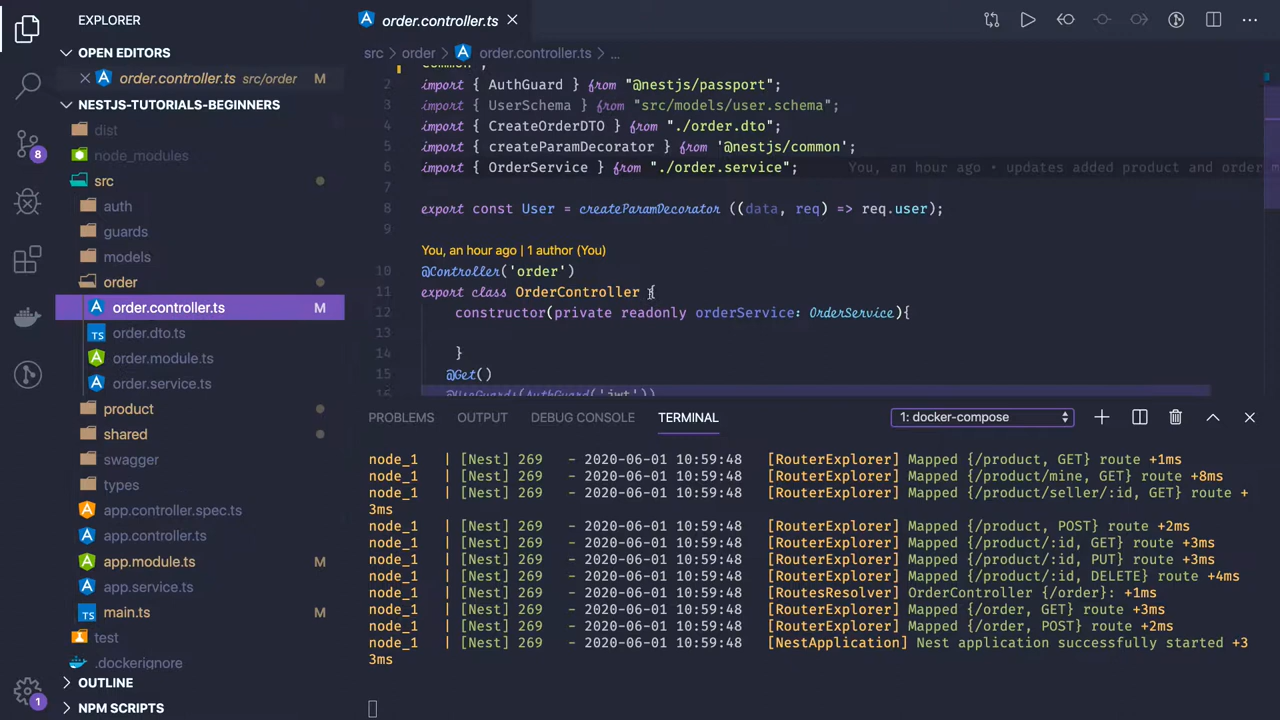 EXPLORER
OPEN EDITORS
order.controller.ts src/order M
NESTJS-TUTORIALS-BEGINNERS
dist
node_modules
src
auth
guards
models
order
order.controller.ts M
order.dto.ts
order.module.ts
order.service.ts
product
shared
swagger
types
app.controller.spec.ts
app.controller.ts
app.module.ts M
app.service.ts
main.ts M
test
.dockerignore
OUTLINE
NPM SCRIPTS
8
1
order.controller.ts
src > order > order.controller.ts > ...
common";
2 import { AuthGuard } from "@nestjs/passport";
3 import { UserSchema } from "src/models/user.schema";
4 import { CreateOrderDTO } from "./order.dto";
5 import { createParamDecorator } from '@nestjs/common';
6 import { OrderService } from "./order.service"; You, an hour ago • updates added product and order m
7
8 export const User = createParamDecorator ((data, req) => req.user);
9
You, an hour ago | 1 author (You)
10 @Controller('order')
11 export class OrderController {
12 constructor(private readonly orderService: OrderService){
13
14 }
15 @Get()
16 @UseGuards(AuthGuard('jwt'))
PROBLEMS OUTPUT DEBUG CONSOLE TERMINAL 1: docker-compose
node_1 | [Nest] 269 - 2020-06-01 10:59:48 [RouterExplorer] Mapped {/product, GET} route +1ms
node_1 | [Nest] 269 - 2020-06-01 10:59:48 [RouterExplorer] Mapped {/product/mine, GET} route +8ms
node_1 | [Nest] 269 - 2020-06-01 10:59:48 [RouterExplorer] Mapped {/product/seller/:id, GET} route +
3ms
node_1 | [Nest] 269 - 2020-06-01 10:59:48 [RouterExplorer] Mapped {/product, POST} route +2ms
node_1 | [Nest] 269 - 2020-06-01 10:59:48 [RouterExplorer] Mapped {/product/:id, GET} route +3ms
node_1 | [Nest] 269 - 2020-06-01 10:59:48 [RouterExplorer] Mapped {/product/:id, PUT} route +3ms
node_1 | [Nest] 269 - 2020-06-01 10:59:48 [RouterExplorer] Mapped {/product/:id, DELETE} route +4ms
node_1 | [Nest] 269 - 2020-06-01 10:59:48 [RoutesResolver] OrderController {/order}: +1ms
node_1 | [Nest] 269 - 2020-06-01 10:59:48 [RouterExplorer] Mapped {/order, GET} route +3ms
node_1 | [Nest] 269 - 2020-06-01 10:59:48 [RouterExplorer] Mapped {/order, POST} route +2ms
node_1 | [Nest] 269 - 2020-06-01 10:59:48 [NestApplication] Nest application successfully started +3
3ms